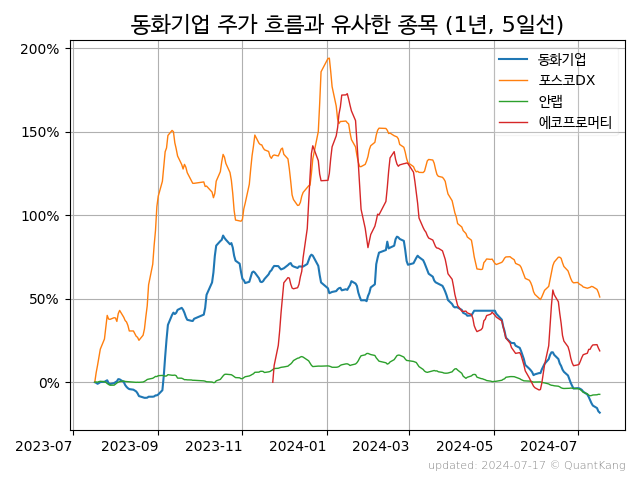 동화기업 주가 흐름과 유사한 종목 (1년, 5일선)
200%
150%
100%
50%
0%
동화기업
포스코DX
안랩
에코프로머티
2023-07
2023-09
2023-11
2024-01
2024-03
2024-05
2024-07
updated: 2024-07-17 © QuantKang